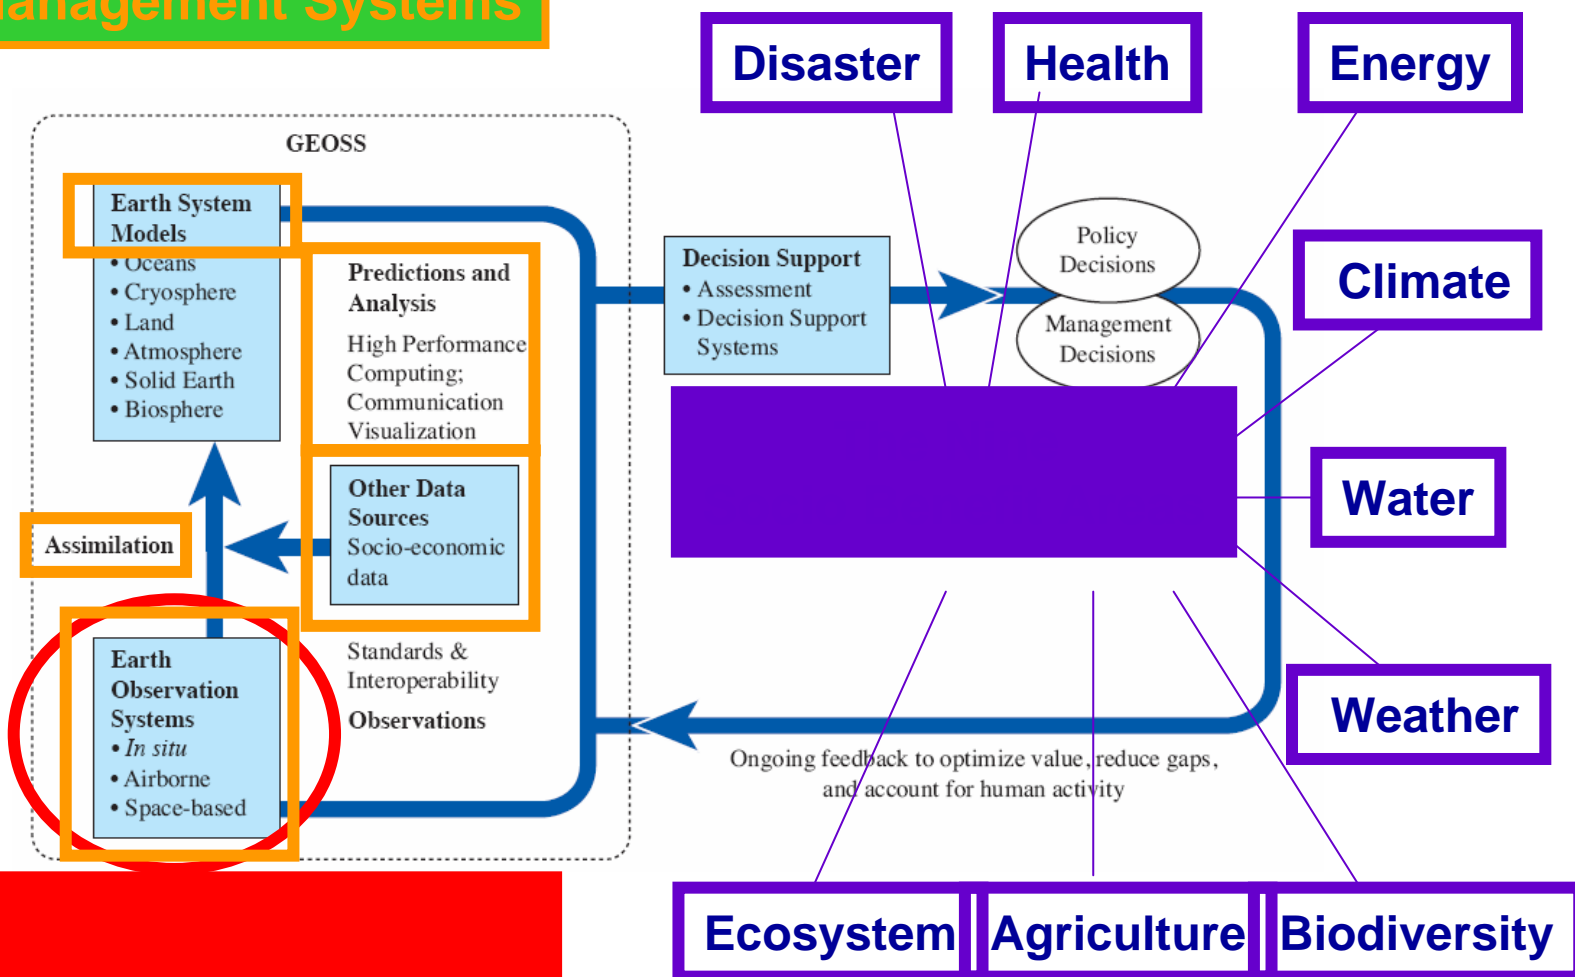 Management Systems
Disaster
Health
Energy
GEOSS
Earth System
Models
• Oceans
• Cryosphere
• Land
• Atmosphere
• Solid Earth
• Biosphere
Predictions and
Analysis
High Performance
Computing;
Communication
Visualization
Other Data
Sources
Socio-economic
data
Assimilation
Earth
Observation
Systems
• In situ
• Airborne
• Space-based
Standards &
Interoperability
Observations
Decision Support
• Assessment
• Decision Support
Systems
Policy
Decisions
Management
Decisions
Climate
Water
Weather
Ongoing feedback to optimize value, reduce gaps,
and account for human activity
Ecosystem
Agriculture
Biodiversity